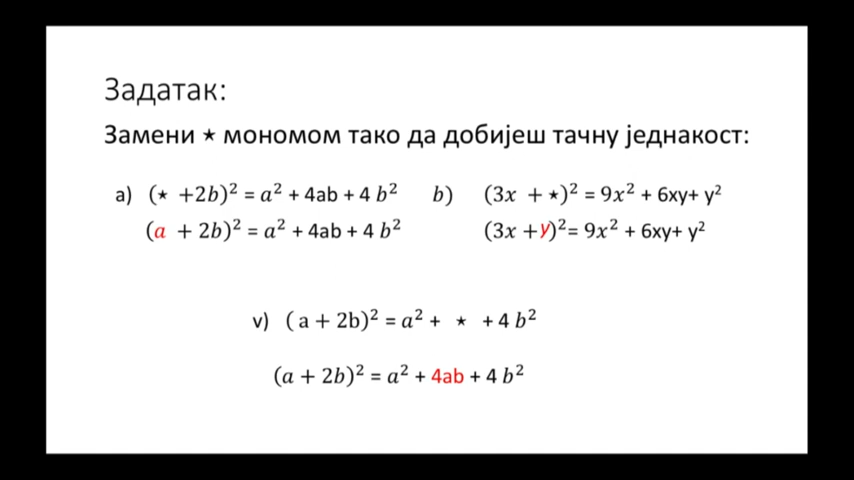 Задатак:
Замени ⋆ мономом тако да добијеш тачну једнакост:
а) (⋆ +2b)² = a² + 4ab + 4 b² b) (3x + ⋆)² = 9x² + 6xy+ y²
(a + 2b)² = a² + 4ab + 4 b² (3x +y)²= 9x² + 6xy+ y²
v) ( a + 2b)² = a² + ⋆ + 4 b²
(a + 2b)² = a² + 4ab + 4 b²